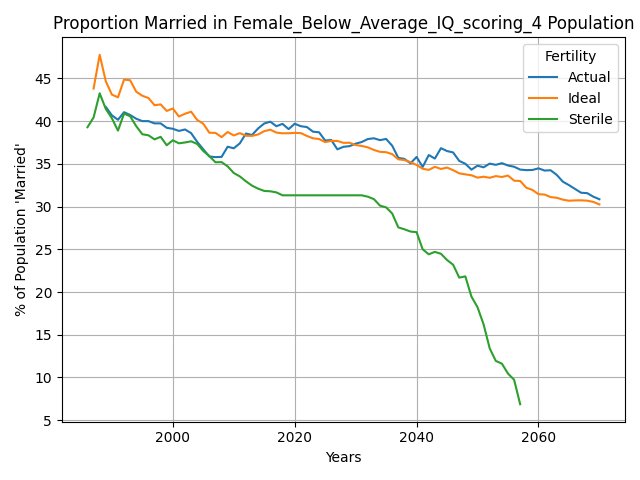 Proportion Married in Female_Below_Average_IQ_scoring_4 Population
Fertility
Actual
Ideal
Sterile
% of Population 'Married'
45
40
35
30
25
20
15
10
5
2000
2020
2040
2060
Years